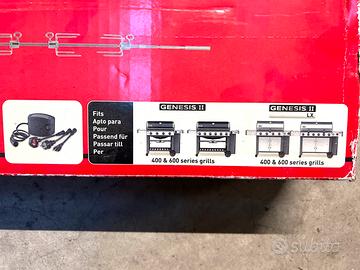 Fits
Apto para
Pour
Passend für
Passar till
Per
GENESIS II
400 & 600 series grills
GENESIS II
LX
400 & 600 series grills
subito